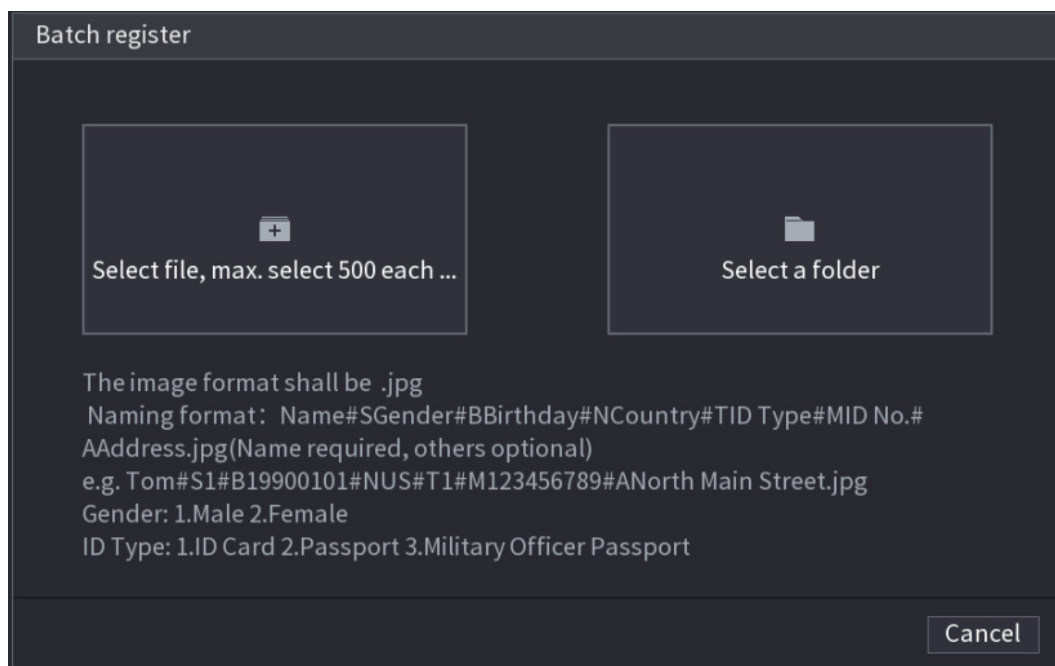 Batch register
Select file, max. select 500 each ...
Select a folder
The image format shall be .jpg
Naming format： Name#SGender#BBirthday#NCountry#TID Type#MID No.#
AAddress.jpg(Name required, others optional)
e.g. Tom#S1#B19900101#NUS#T1#M123456789#ANorth Main Street.jpg
Gender: 1.Male 2.Female
ID Type: 1.ID Card 2.Passport 3.Military Officer Passport
Cancel